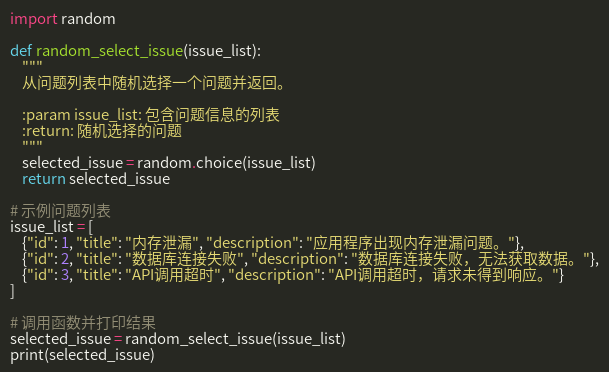 import random
def random_select_issue(issue_list):
"""
从问题列表中随机选择一个问题并返回。
:param issue_list: 包含问题信息的列表
:return: 随机选择的问题
"""
selected_issue = random.choice(issue_list)
return selected_issue
# 示例问题列表
issue_list = [
{"id": 1, "title": "内存泄漏", "description": "应用程序出现内存泄漏问题。"},
{"id": 2, "title": "数据库连接失败", "description": "数据库连接失败，无法获取数据。"},
{"id": 3, "title": "API调用超时", "description": "API调用超时，请求未得到响应。"}
]
# 调用函数并打印结果
selected_issue = random_select_issue(issue_list)
print(selected_issue)